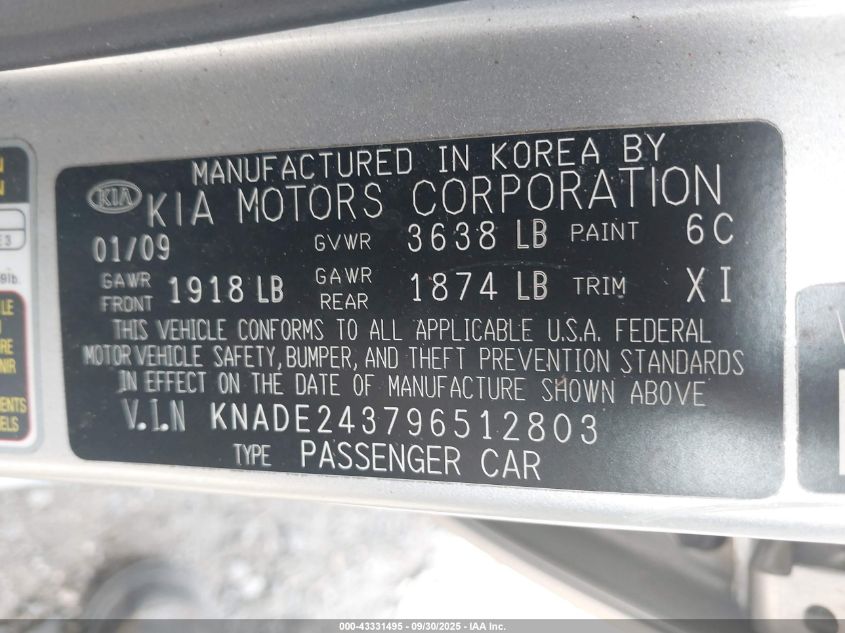 MANUFACTURED IN KOREA BY
KIA KIA MOTORS CORPORATION
01/09 GVWR 3638 LB PAINT 6C
GAWR FRONT 1918 LB GAWR REAR 1874 LB TRIM XI
THIS VEHICLE CONFORMS TO ALL APPLICABLE U.S.A. FEDERAL
MOTOR VEHICLE SAFETY, BUMPER, AND THEFT PREVENTION STANDARDS
IN EFFECT ON THE DATE OF MANUFACTURE SHOWN ABOVE
V.I.N KNADE243796512803
TYPE PASSENGER CAR
000-43331495 - 09/30/2025 - IAA Inc.